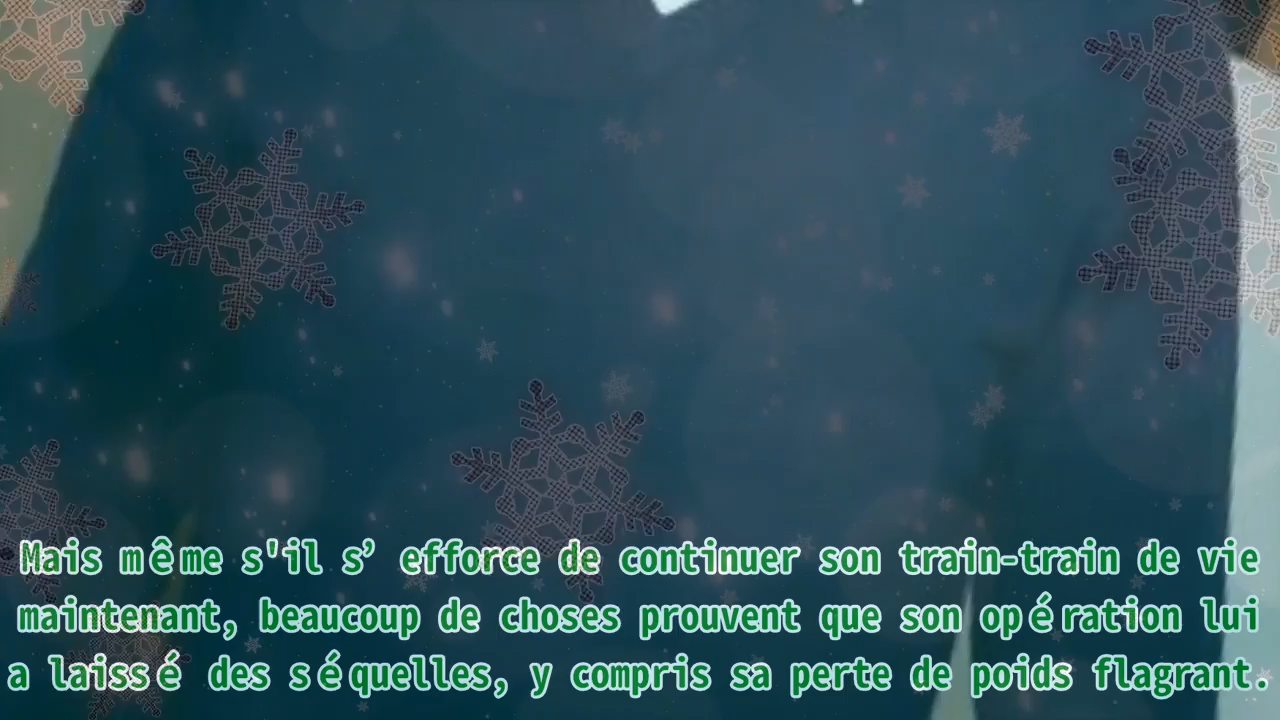 Mais même s'il s’ efforce de continuer son train-train de vie
maintenant, beaucoup de choses prouvent que son opération lui
a laissé des séquelles, y compris sa perte de poids flagrant.